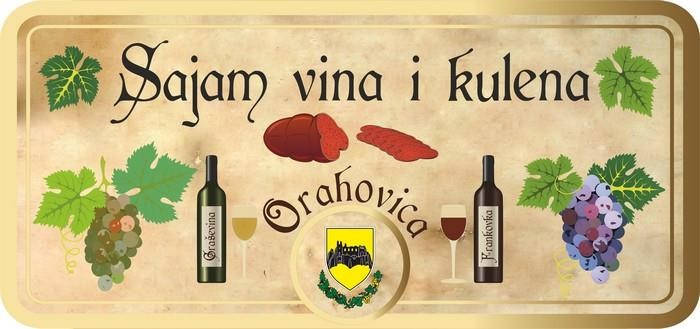 Sajam vina i kulena
Orahovica
Graševina
Frankovka